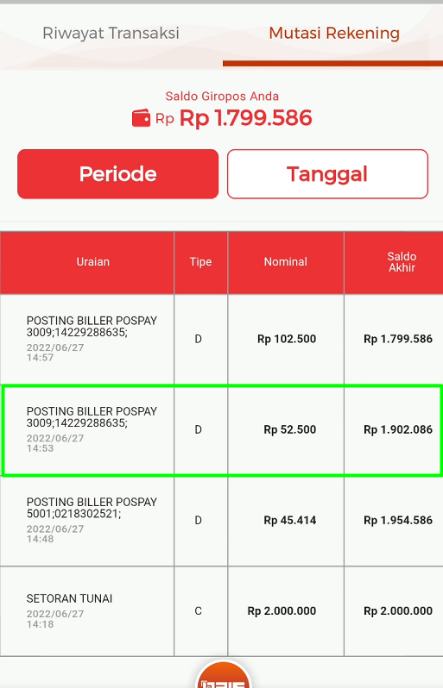 Riwayat Transaksi
Mutasi Rekening
Saldo Giropos Anda
Rp Rp 1.799.586
Periode
Tanggal
Uraian
Tipe
Nominal
Saldo
Akhir
POSTING BILLER POSPAY
3009;14229288635;
2022/06/27
14:57
D
Rp 102.500
Rp 1.799.586
POSTING BILLER POSPAY
3009;14229288635;
2022/06/27
14:53
D
Rp 52.500
Rp 1.902.086
POSTING BILLER POSPAY
5001;0218302521;
2022/06/27
14:48
D
Rp 45.414
Rp 1.954.586
SETORAN TUNAI
2022/06/27
14:18
C
Rp 2.000.000
Rp 2.000.000